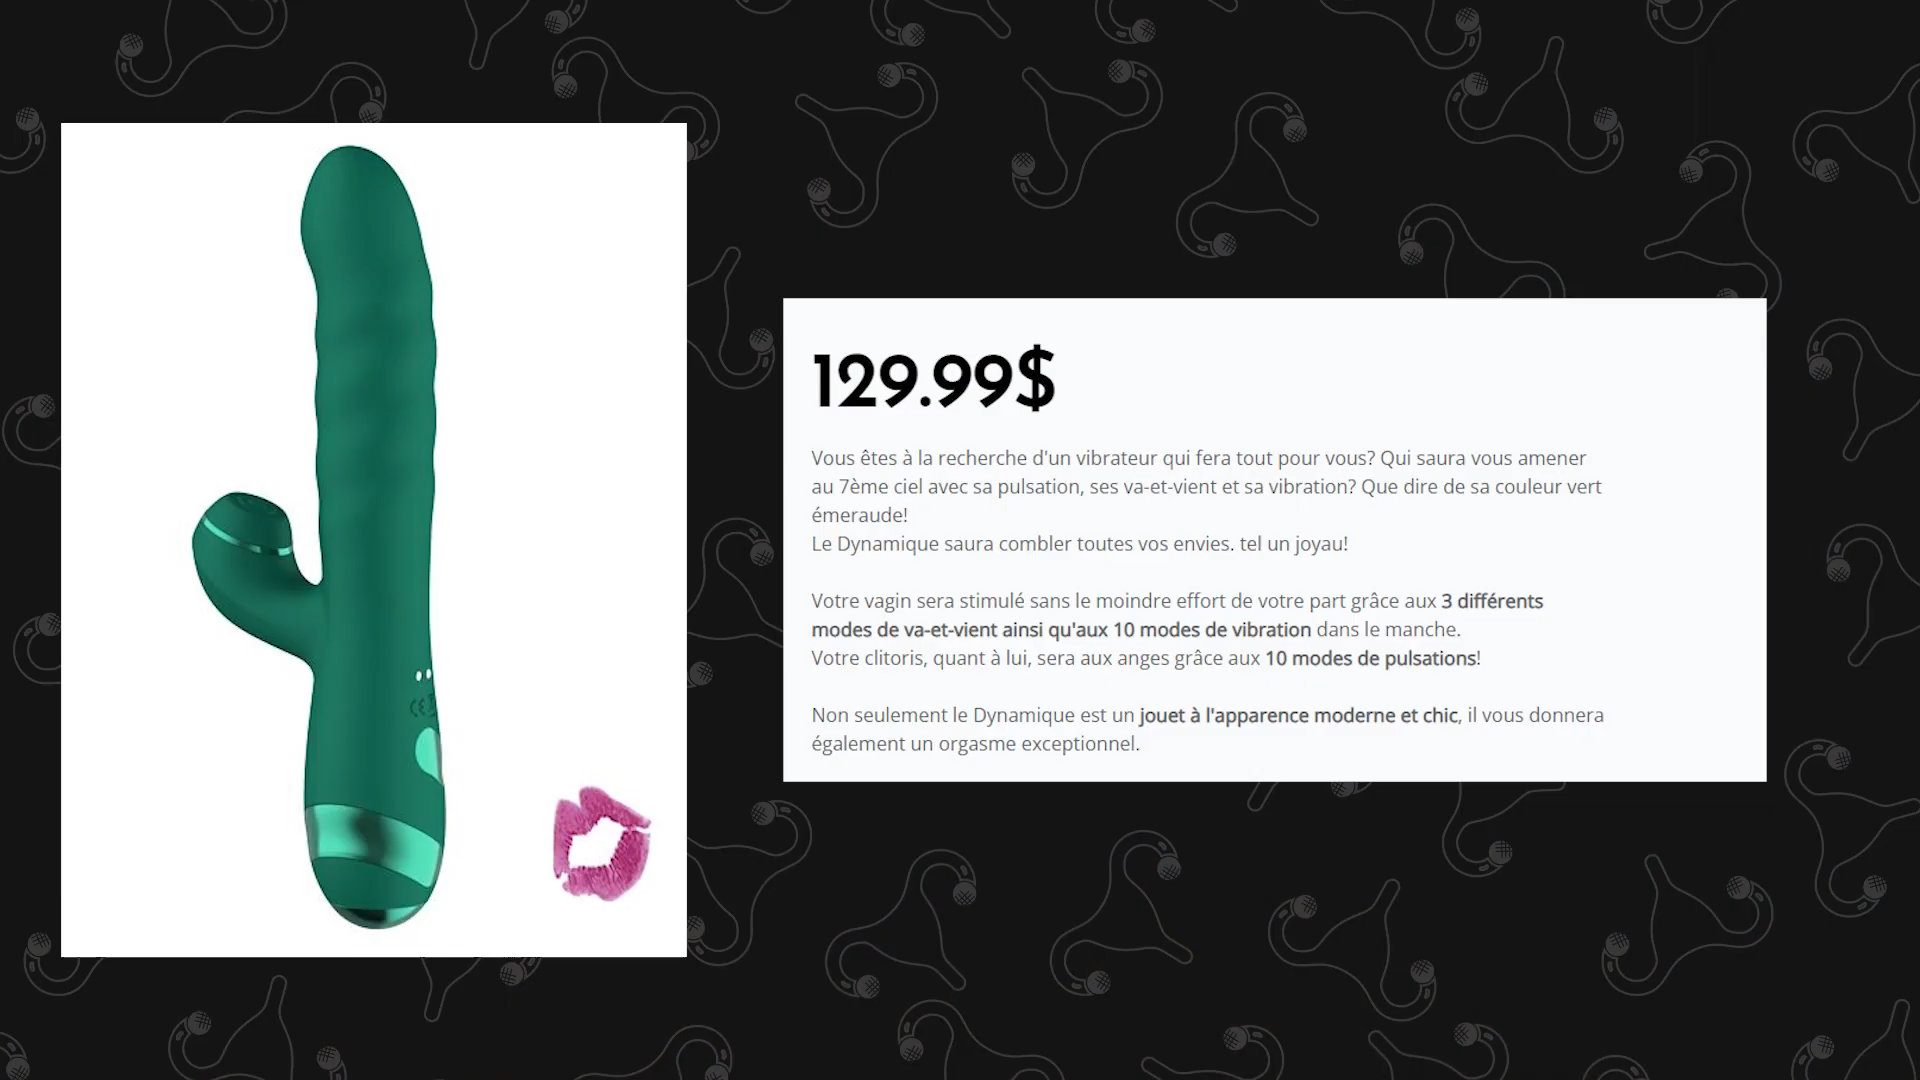 129.99$
Vous êtes à la recherche d'un vibrateur qui fera tout pour vous? Qui saura vous amener
au 7ème ciel avec sa pulsation, ses va-et-vient et sa vibration? Que dire de sa couleur vert
émeraude!
Le Dynamique saura combler toutes vos envies. tel un joyau!
Votre vagin sera stimulé sans le moindre effort de votre part grâce aux 3 différents
modes de va-et-vient ainsi qu'aux 10 modes de vibration dans le manche.
Votre clitoris, quant à lui, sera aux anges grâce aux 10 modes de pulsations!
Non seulement le Dynamique est un jouet à l'apparence moderne et chic, il vous donnera
également un orgasme exceptionnel.
CE